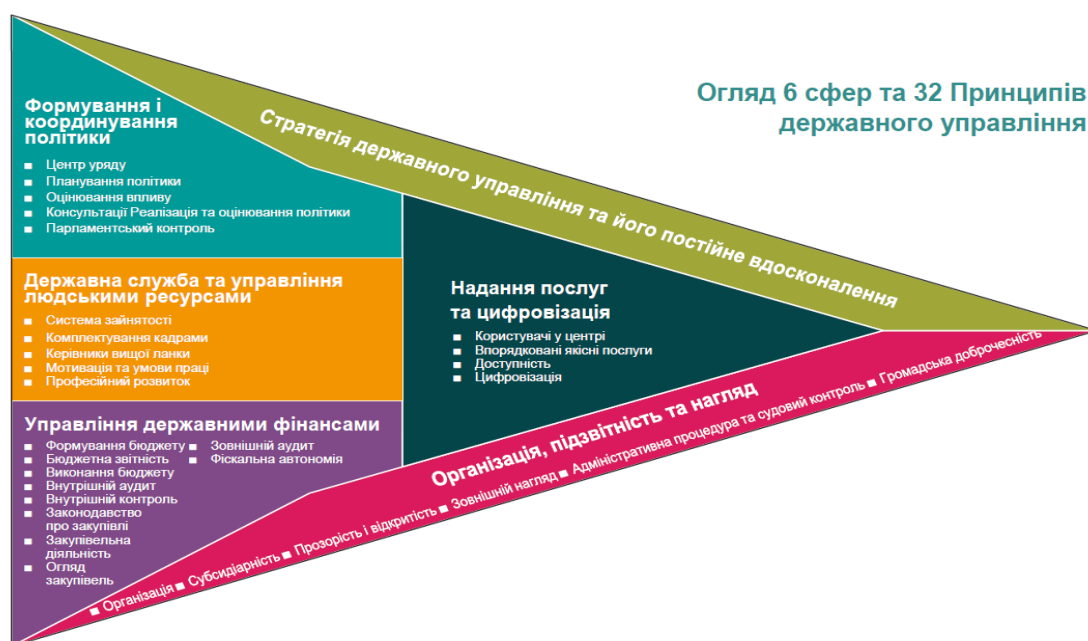 Огляд 6 сфер та 32 Принципів
державного управління
Стратегія державного управління та його постійне вдосконалення
Формування і
координування
політики
Центр уряду
Планування політики
Оцінювання впливу
Консультації Реалізація та оцінювання політики
Парламентський контроль
Державна служба та управління
людськими ресурсами
Система зайнятості
Комплектування кадрами
Керівники вищої ланки
Мотивація та умови праці
Професійний розвиток
Надання послуг
та цифровізація
Користувачі у центрі
Впорядковані якісні послуги
Доступність
Цифровізація
Управління державними фінансами
Формування бюджету
Бюджетна звітність
Виконання бюджету
Внутрішній аудит
Внутрішній контроль
Законодавство
про закупівлі
Закупівельна
діяльність
Огляд
закупівель
Зовнішній аудит
Фіскальна автономія
Організація, підзвітність та нагляд
■ Організація ■ Субсидіарність ■ Прозорість і відкритість ■ Зовнішній нагляд ■ Адміністративна процедура та судовий контроль ■ Громадська доброчесність